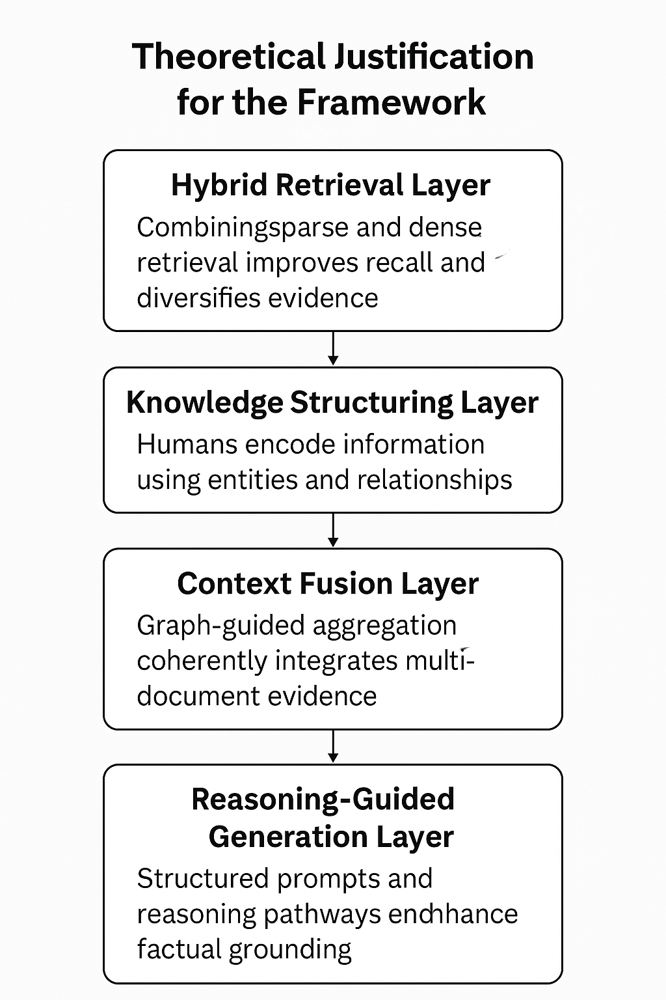 Theoretical Justification
for the Framework
Hybrid Retrieval Layer
Combiningsparse and dense
retrieval improves recall and
diversifies evidence
Knowledge Structuring Layer
Humans encode information
using entities and relationships
Context Fusion Layer
Graph-guided aggregation
coherently integrates multi-
document evidence
Reasoning-Guided
Generation Layer
Structured prompts and
reasoning pathways endhhance
factual grounding